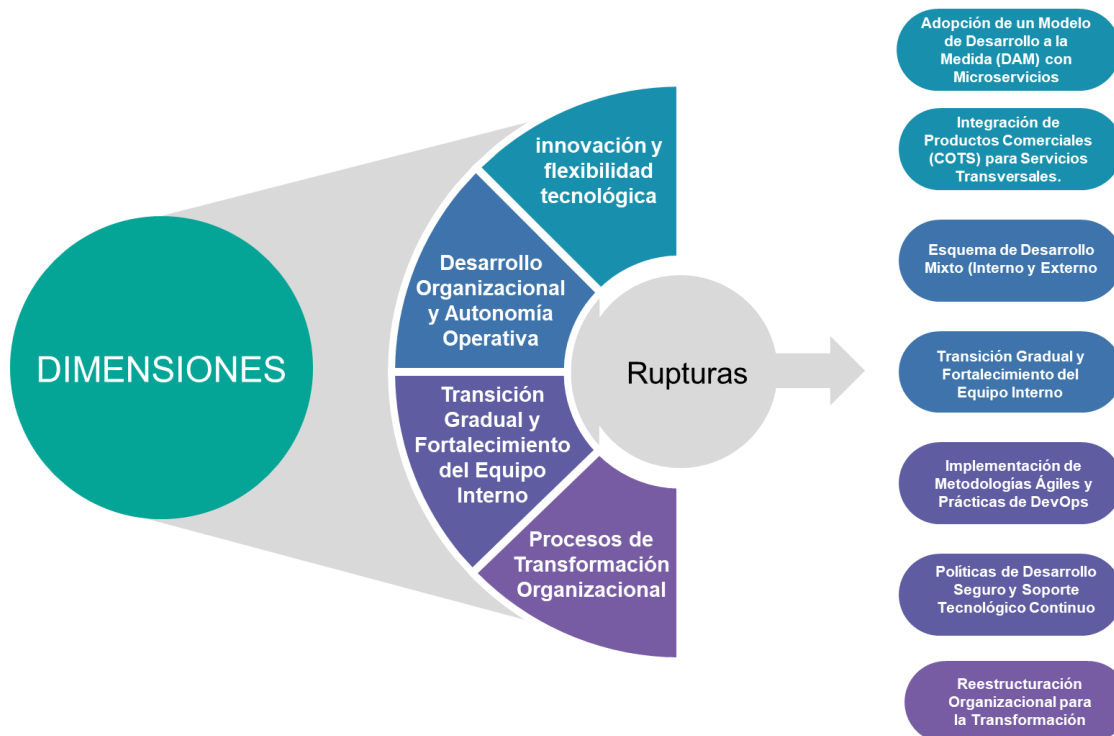 DIMENSIONES
innovación y
flexibilidad
tecnológica
Desarrollo
Organizacional
y Autonomía
Operativa
Transición
Gradual y
Fortalecimiento
del Equipo
Interno
Procesos de
Transformación
Organizacional
Rupturas
Adopción de un Modelo
de Desarrollo a la
Medida (DAM) con
Microservicios
Integración de
Productos Comerciales
(COTS) para Servicios
Transversales.
Esquema de Desarrollo
Mixto (Interno y Externo
Transición Gradual y
Fortalecimiento del
Equipo Interno
Implementación de
Metodologías Ágiles y
Prácticas de DevOps
Políticas de Desarrollo
Seguro y Soporte
Tecnológico Continuo
Reestructuración
Organizacional para
la Transformación